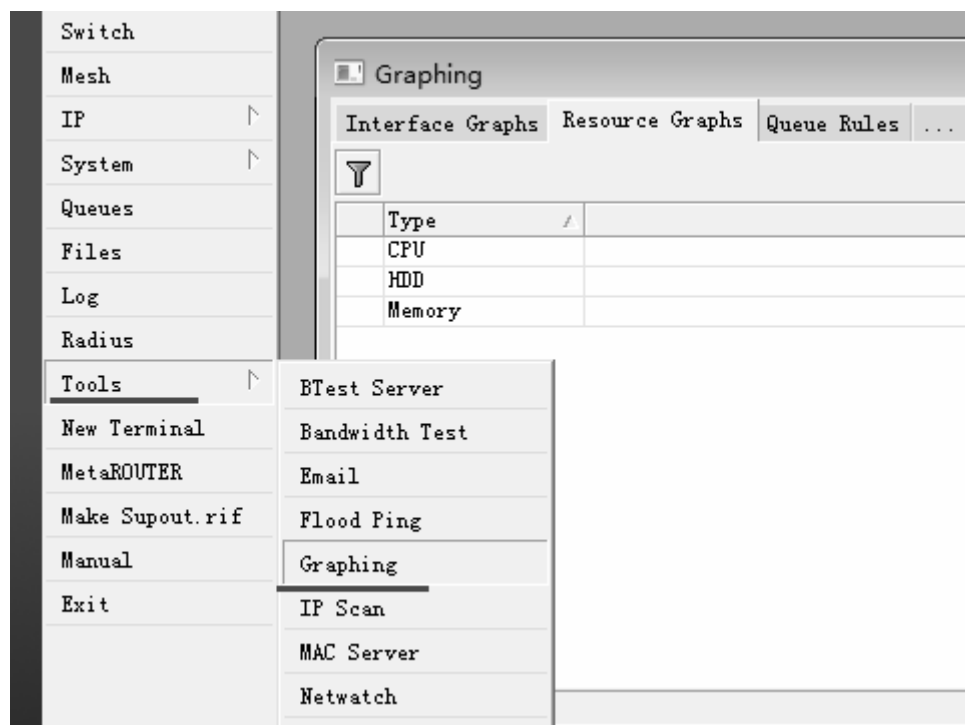 Switch
Mesh
IP
System
Queues
Files
Log
Radius
Tools
New Terminal
MetaROUTER
Make Supout.rif
Manual
Exit
Graphing
Interface Graphs Resource Graphs Queue Rules ...
Type
CPU
HDD
Memory
BTest Server
Bandwidth Test
Email
Flood Ping
Graphing
IP Scan
MAC Server
Netwatch